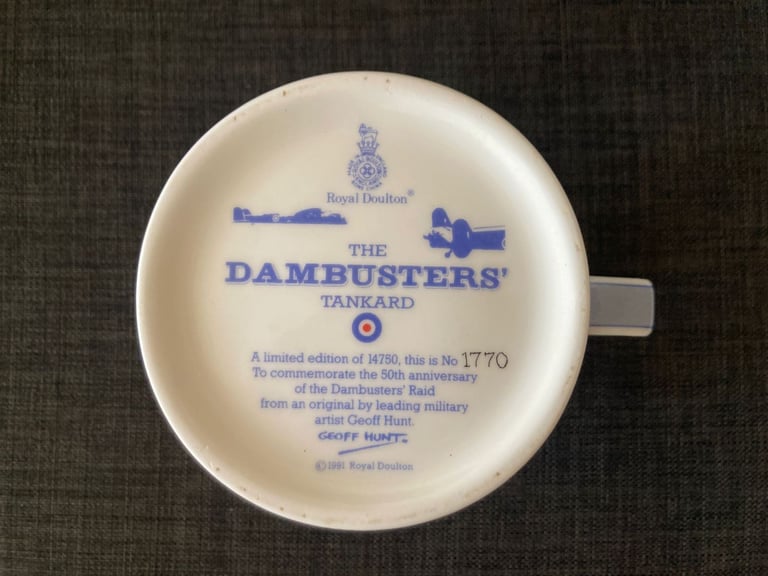 Royal Doulton®
THE
DAMBUSTERS'
TANKARD
A limited edition of 14750, this is No 1770
To commemorate the 50th anniversary
of the Dambusters' Raid
from an original by leading military
artist Geoff Hunt.
GEOFF HUNT.
©1991 Royal Doulton